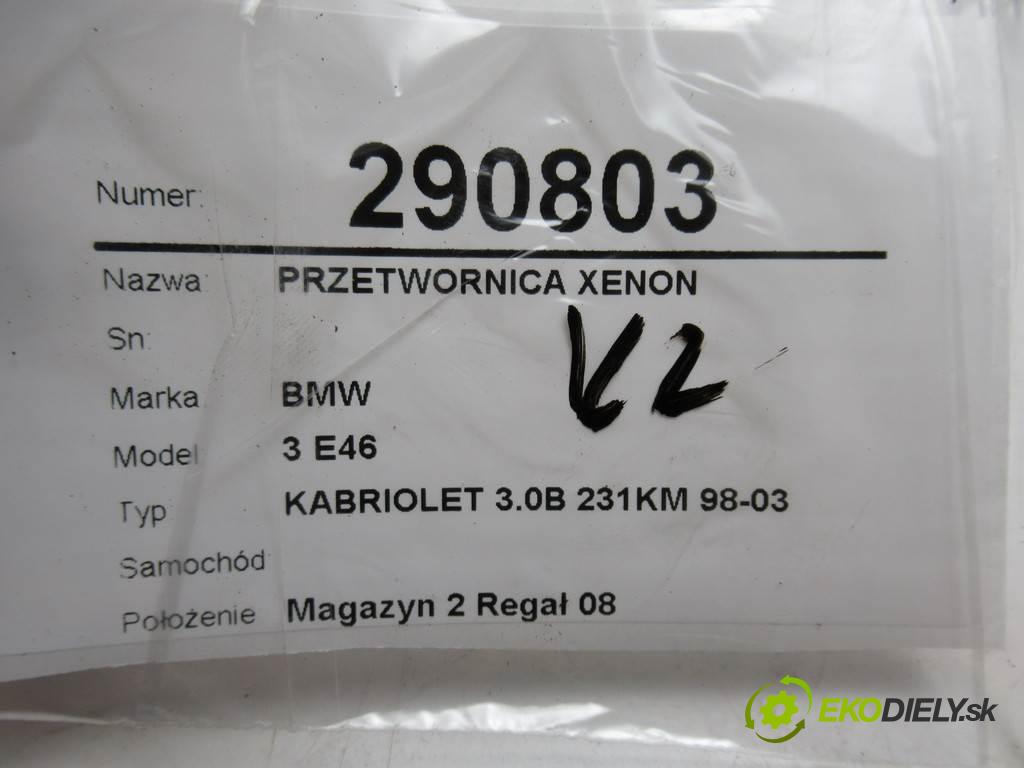 Numer: 290803
Nazwa: PRZETWORNICA XENON
Sn:
Marka BMW
Model 3 E46
Typ KABRIOLET 3.0B 231KM 98-03
Samochód
Położenie Magazyn 2 Regał 08
EKODIELY.sk